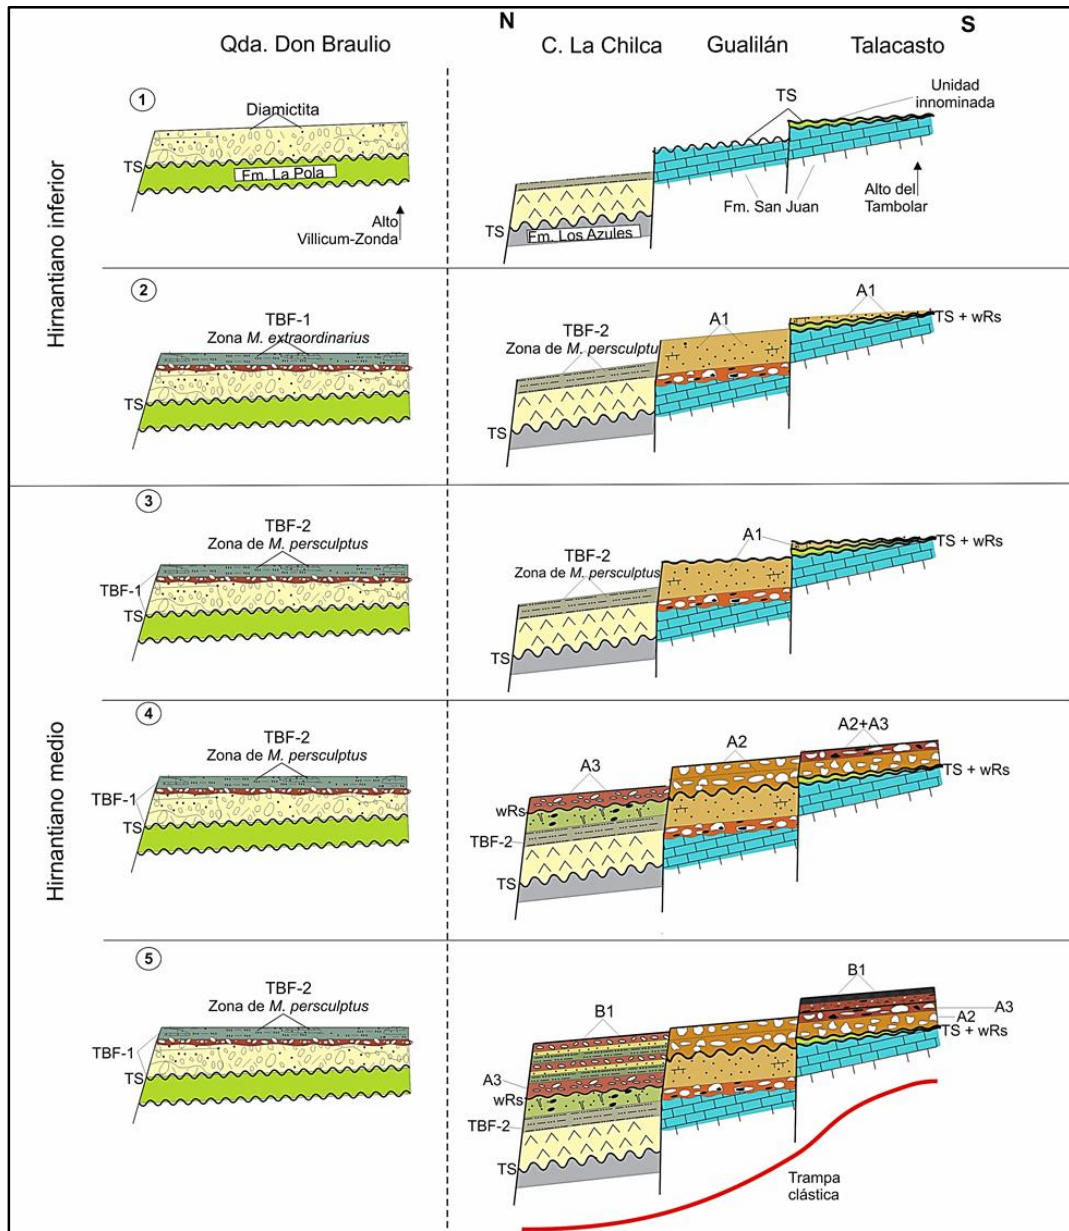 N
S
Qda. Don Braulio
C. La Chilca
Gualilán
Talacasto
Hirnantiano inferior
1
Diamictita
TS
Fm. La Pola
Alto
Villicum-Zonda
TS
Unidad
innominada
TS
Fm. Los Azules
Fm. San Juan
Alto del
Tambolar
2
TBF-1
Zona M. extraordinarius
TS
TBF-2
Zona de M. persculptu
A1
A1
TS + wRs
TS
Hirnantiano medio
3
TBF-2
Zona de M. persculptus
TBF-1
TS
TBF-2
Zona de M. persculptus
A1
TS + wRs
TS
4
TBF-2
Zona de M. persculptus
TBF-1
TS
A3
A2
A2+A3
TS + wRs
wRs
TBF-2
TS
5
TBF-2
Zona de M. persculptus
TBF-1
TS
B1
B1
A3
A2
TS + wRs
A3
wRs
TBF-2
TS
Trampa
clástica